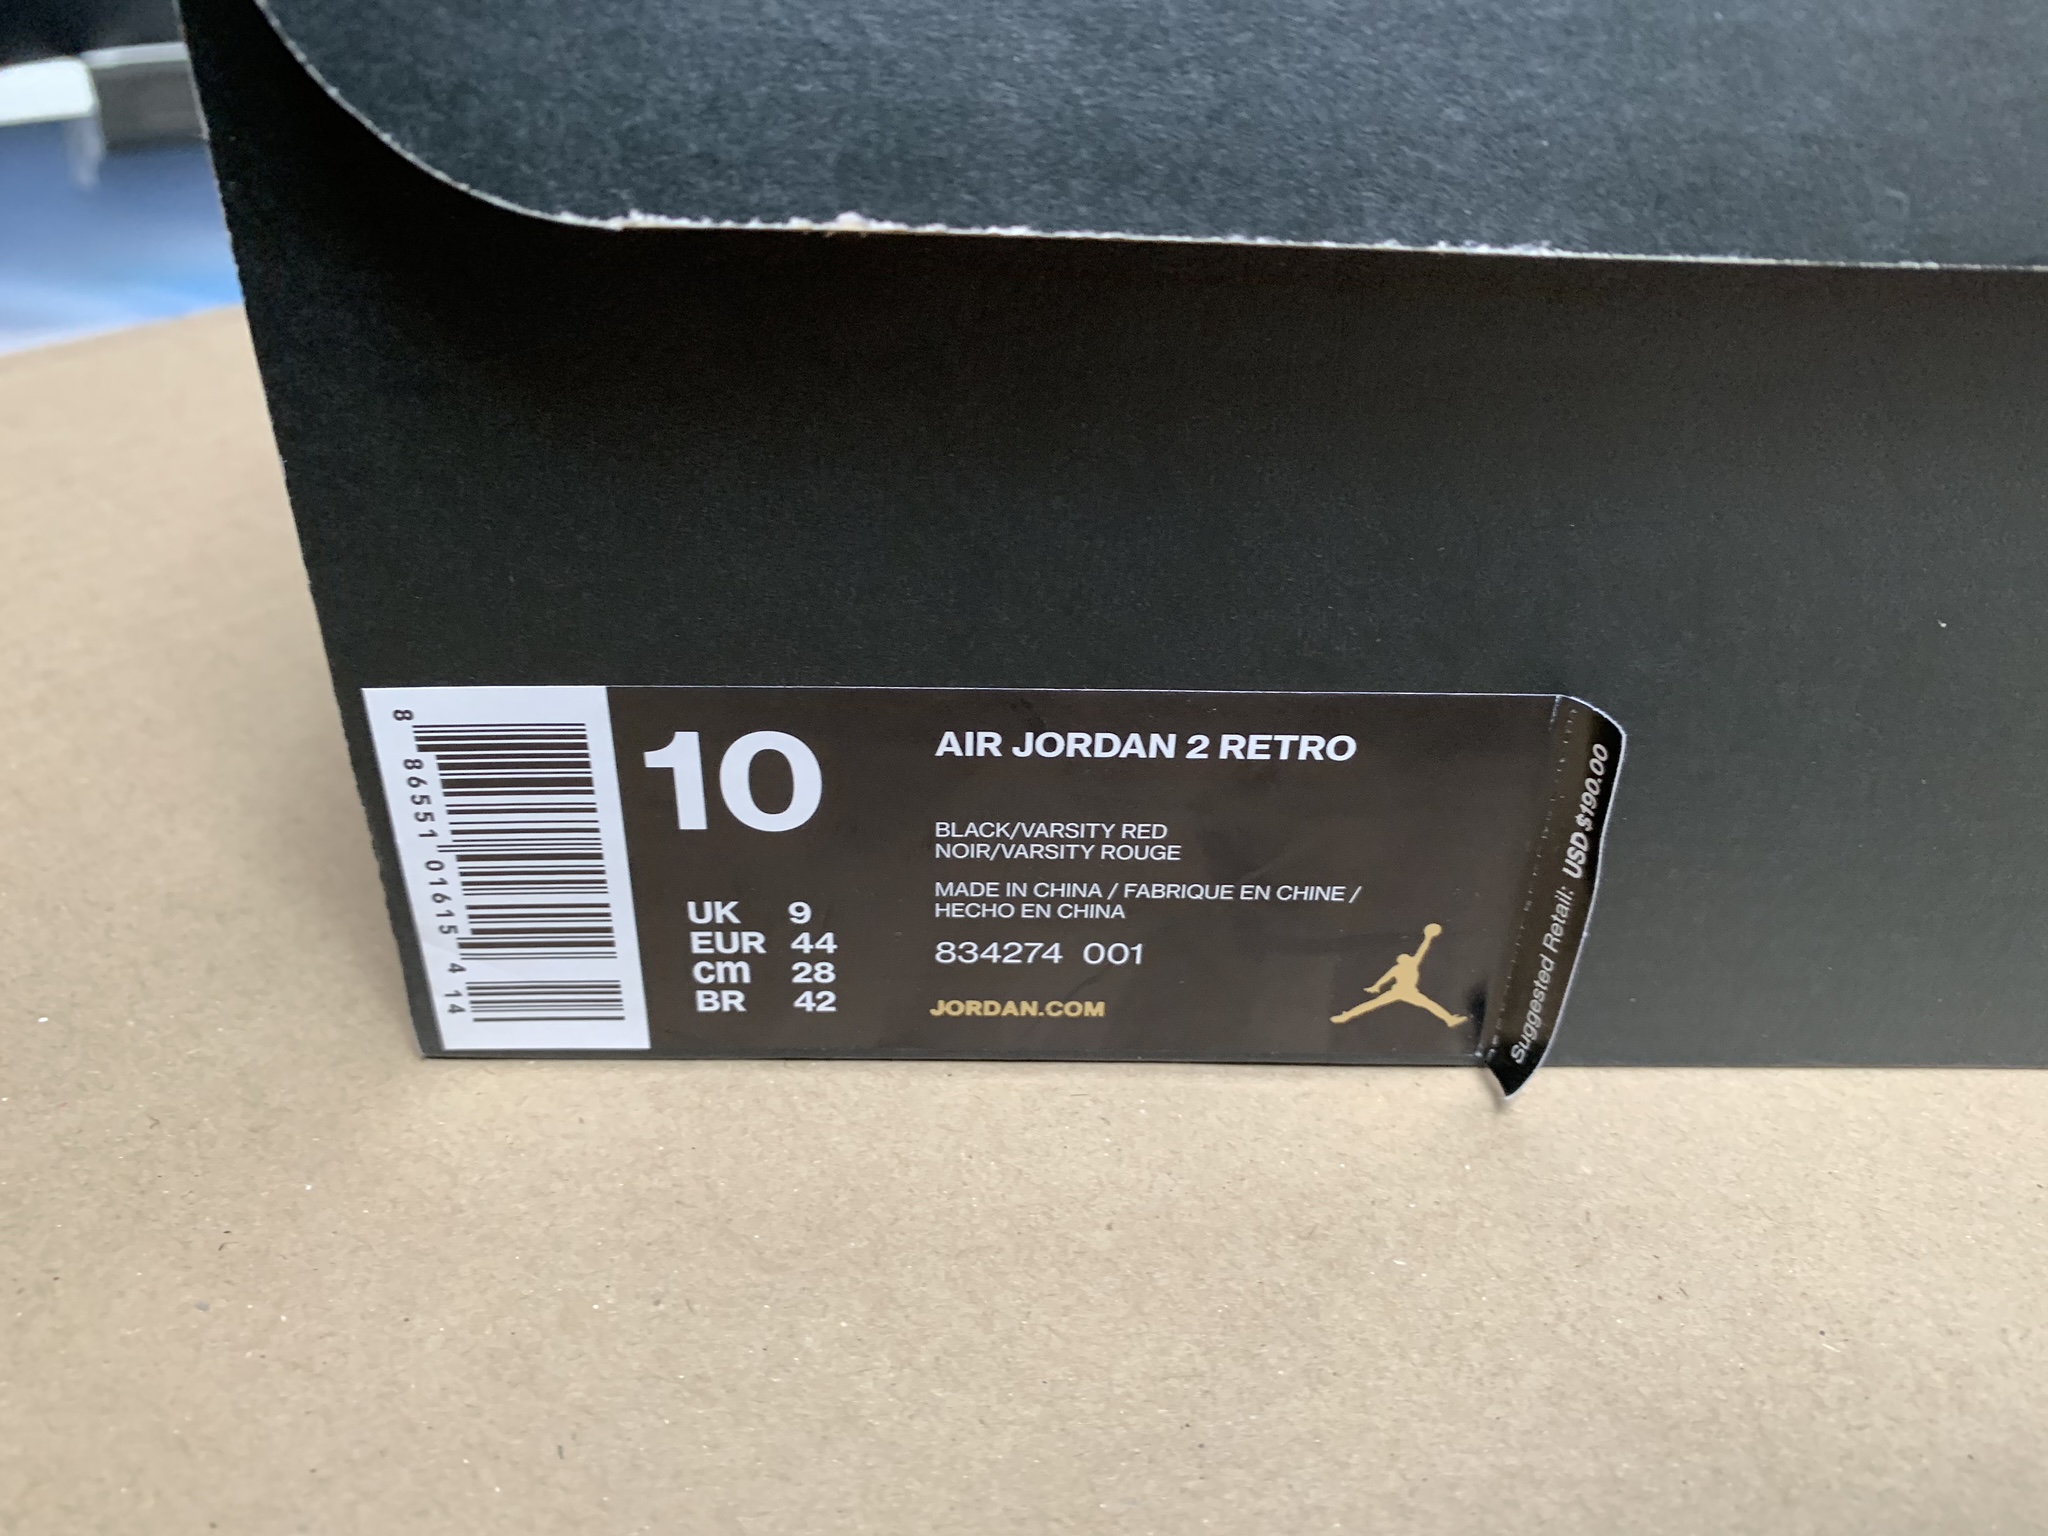 8 86551 01615 4 14
10
UK 9
EUR 44
cm 28
BR 42
AIR JORDAN 2 RETRO
BLACK/VARSITY RED
NOIR/VARSITY ROUGE
MADE IN CHINA / FABRIQUE EN CHINE /
HECHO EN CHINA
834274 001
JORDAN.COM
Suggested Retail: USD $190.00